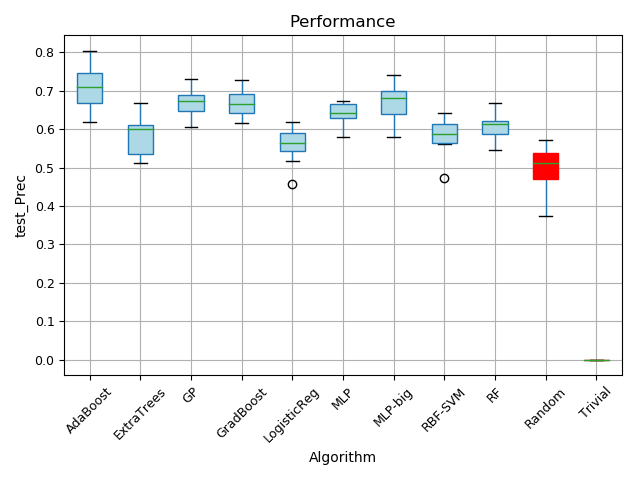 Performance
test_Prec
0.8
0.7
0.6
0.5
0.4
0.3
0.2
0.1
0.0
AdaBoost
ExtraTrees
GP
GradBoost
LogisticReg
MLP
MLP-big
RBF-SVM
RF
Random
Trivial
Algorithm